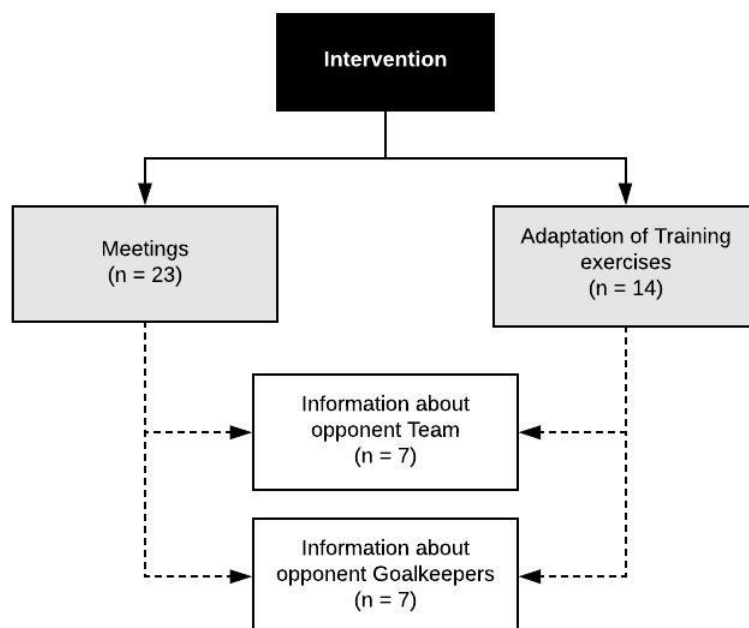 Intervention
Meetings
(n = 23)
Adaptation of Training
exercises
(n = 14)
Information about
opponent Team
(n = 7)
Information about
opponent Goalkeepers
(n = 7)